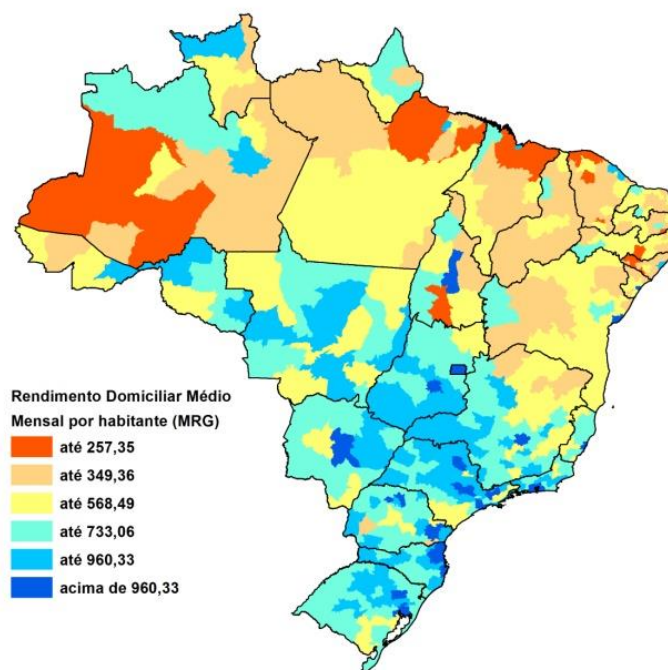 Rendimento Domiciliar Médio
Mensal por habitante (MRG)
até 257,35
até 349,36
até 568,49
até 733,06
até 960,33
acima de 960,33